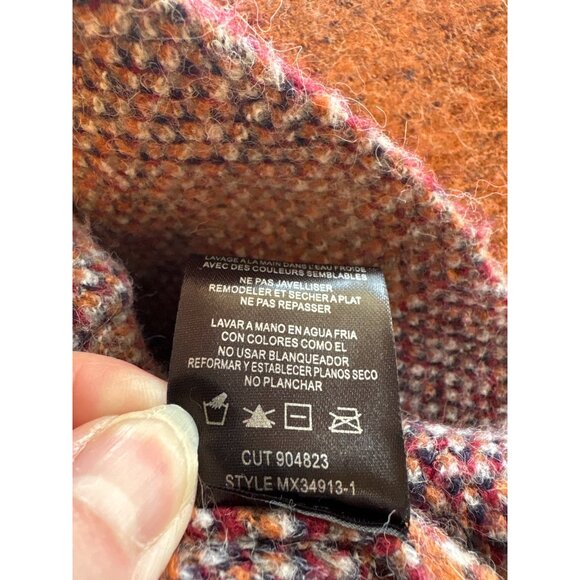 LAVAGE A LA MAIN DANS L'EAU FROIDE
AVEC DES COULEURS SEMBLABLES
NE PAS JAVELLISER
REMODELER ET SECHER A PLAT
NE PAS REPASSER
LAVAR A MANO EN AGUA FRIA
CON COLORES COMO EL
NO USAR BLANQUEADOR
REFORMAR Y ESTABLECER PLANOS SECO
NO PLANCHAR
CUT 904823
STYLE MX34913-1